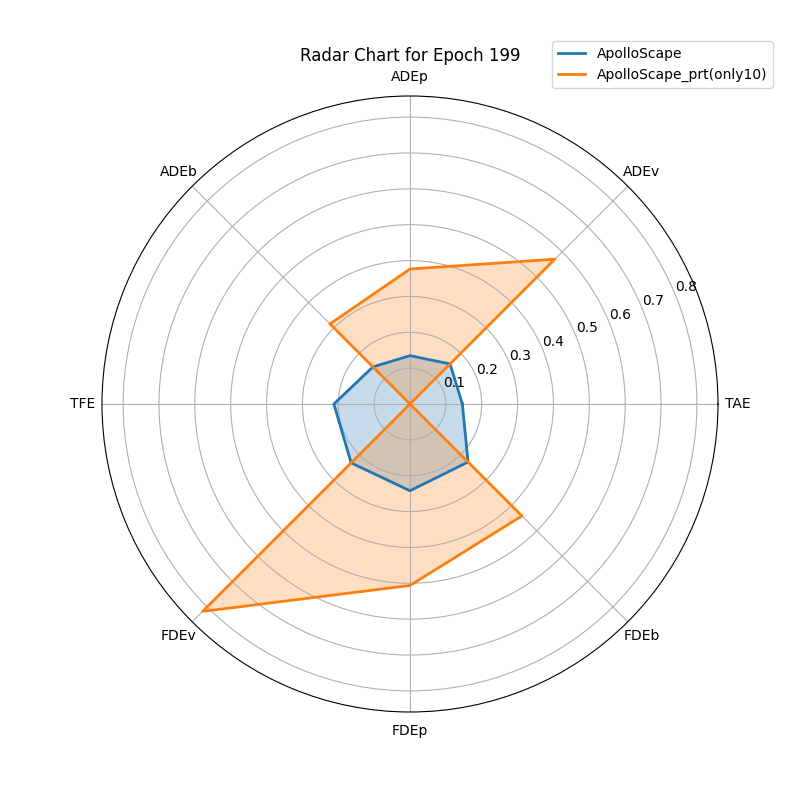 Radar Chart for Epoch 199
ApolloScape
ApolloScape_prt(only10)
ADEp
ADEb
ADEv
0.8
0.7
0.6
0.5
0.4
0.3
0.2
0.1
TFE
TAE
FDEv
FDEb
FDEp